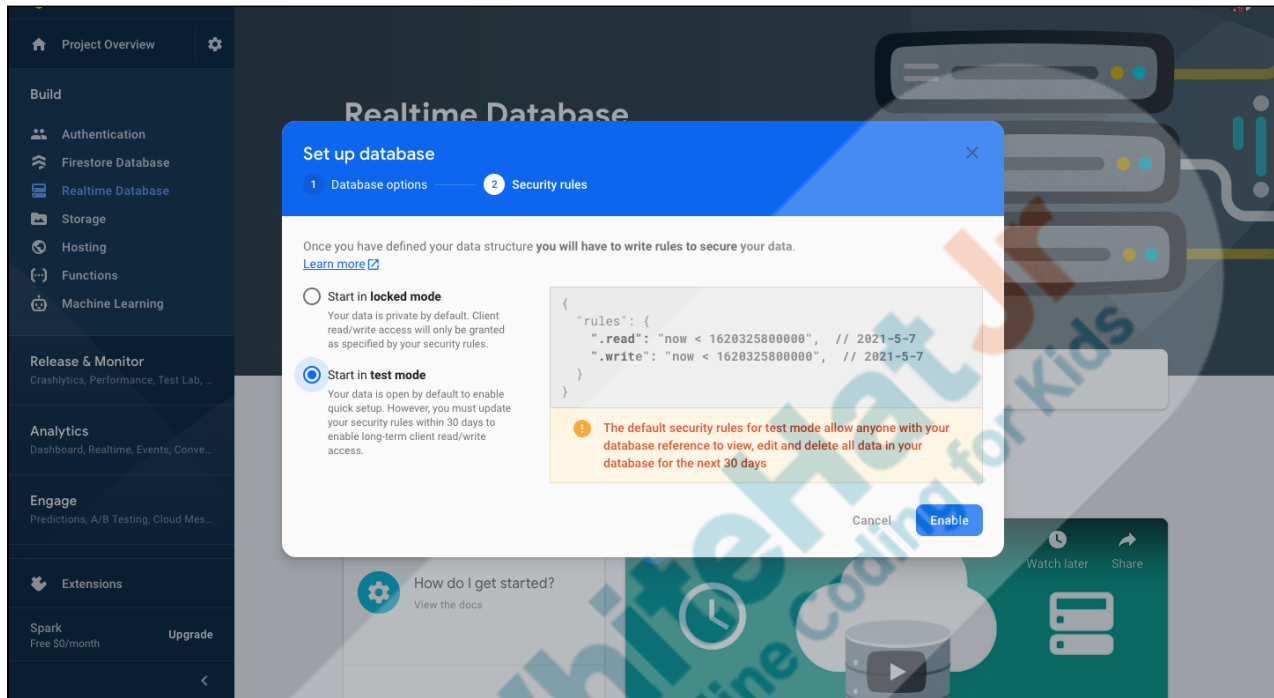 Project Overview
Build
Authentication
Firestore Database
Realtime Database
Storage
Hosting
Functions
Machine Learning
Release & Monitor
Crashlytics, Performance, Test Lab, ...
Analytics
Dashboard, Realtime, Events, Conve...
Engage
Predictions, A/B Testing, Cloud Mes...
Extensions
Spark
Free $0/month
Upgrade
Realtime Database
Set up database
1 Database options
2 Security rules
Once you have defined your data structure you will have to write rules to secure your data.
Learn more
Start in locked mode
Your data is private by default. Client
read/write access will only be granted
as specified by your security rules.
Start in test mode
Your data is open by default to enable
quick setup. However, you must update
your security rules within 30 days to
enable long-term client read/write
access.
{
"rules": {
".read": "now < 1620325800000", // 2021-5-7
".write": "now < 1620325800000", // 2021-5-7
}
}
The default security rules for test mode allow anyone with your
database reference to view, edit and delete all data in your
database for the next 30 days
Cancel
Enable
How do I get started?
View the docs
Watch later
Share
WhiteHat Jr
Online Coding for Kids